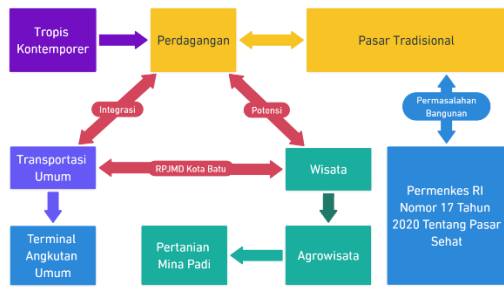 Tropis
Kontemporer
Perdagangan
Pasar Tradisional
Integrasi
Potensi
Permasalahan
Bangunan
Transportasi
Umum
RPJMD Kota Batu
Wisata
Permenkes RI
Nomor 17 Tahun
2020 Tentang Pasar
Sehat
Terminal
Angkutan
Umum
Pertanian
Mina Padi
Agrowisata